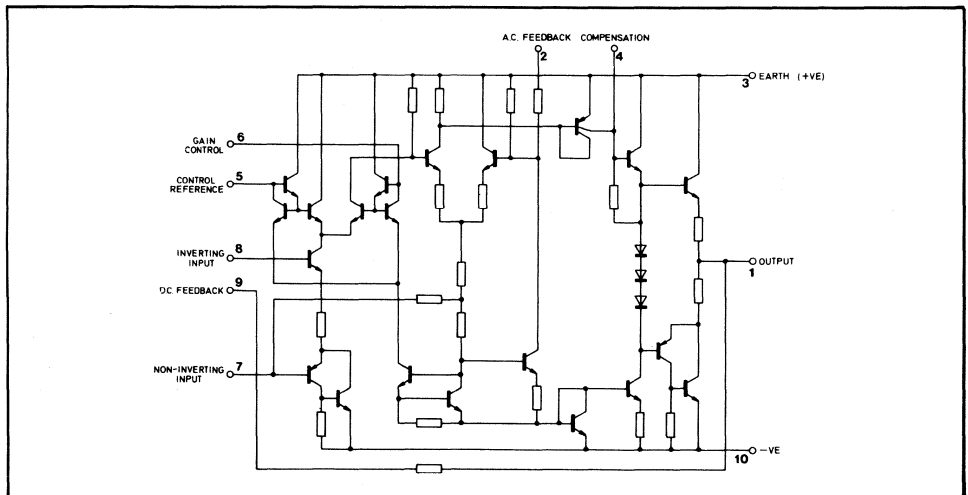 A.C. FEEDBACK COMPENSATION
2
4
3 EARTH (+VE)
6
GAIN
CONTROL
5
CONTROL
REFERENCE
8
INVERTING
INPUT
9
D.C. FEEDBACK
OUTPUT
1
7
NON-INVERTING
INPUT
10 -VE